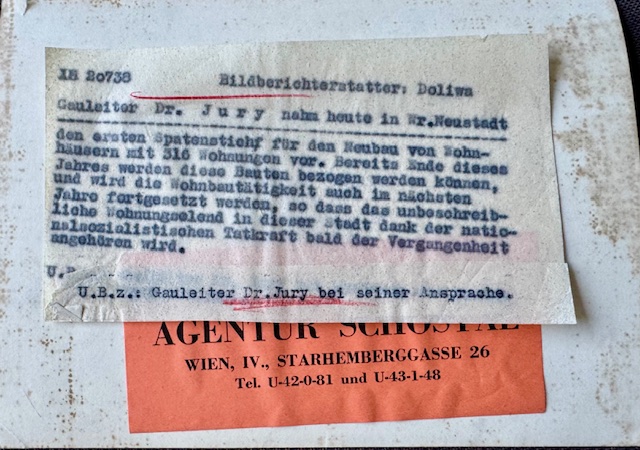 IH 20738 Bildberichterstatter: Doliwa
Gauleiter Dr. J u r y nahm heute in Wr.Neustadt
den ersten Spatenstich für den Neubau von Wohn-
häusern mit 316 Wohnungen vor. Bereits Ende dieses
Jahres werden diese Bauten bezogen werden können,
und wird die Wohnbautätigkeit auch im nächsten
Jahre fortgesetzt werden, so dass das unbeschreib-
liche Wohnungselend in dieser Stadt dank der natio-
nalsozialistischen Tatkraft bald der Vergangenheit
angehören wird.
U.B
U.B.z.: Gauleiter Dr.Jury bei seiner Ansprache.
AGENTUR SCHOSTAL
WIEN, IV., STARHEMBERGGASSE 26
Tel. U-42-0-81 und U-43-1-48